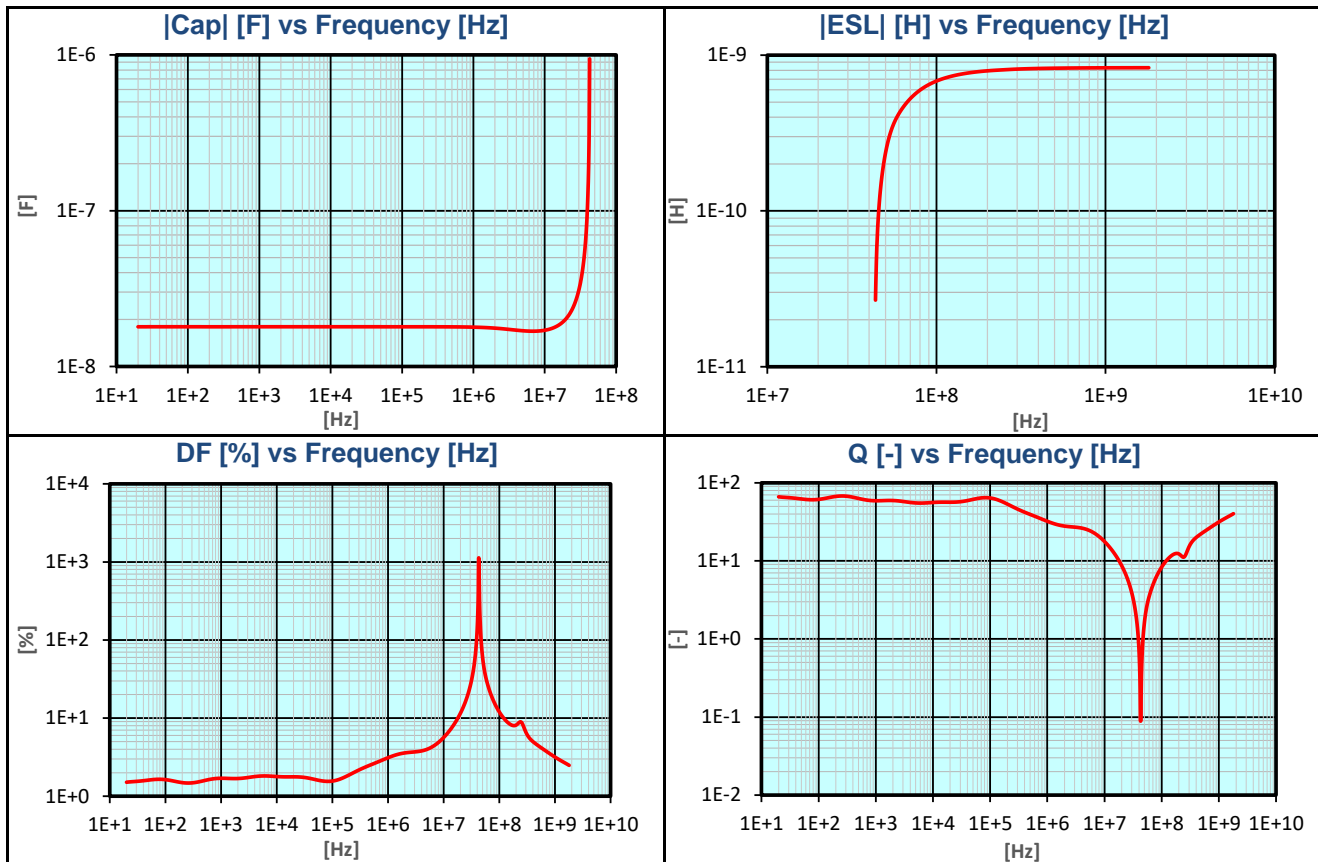 |Cap| [F] vs Frequency [Hz]
1E-6
1E-7
1E-8
[F]
1E+1 1E+2 1E+3 1E+4 1E+5 1E+6 1E+7 1E+8
[Hz]
|ESL| [H] vs Frequency [Hz]
1E-9
1E-10
1E-11
[H]
1E+7 1E+8 1E+9 1E+10
[Hz]
DF [%] vs Frequency [Hz]
1E+4
1E+3
1E+2
1E+1
1E+0
[%]
1E+1 1E+2 1E+3 1E+4 1E+5 1E+6 1E+7 1E+8 1E+9 1E+10
[Hz]
Q [-] vs Frequency [Hz]
1E+2
1E+1
1E+0
1E-1
1E-2
[-]
1E+1 1E+2 1E+3 1E+4 1E+5 1E+6 1E+7 1E+8 1E+9 1E+10
[Hz]